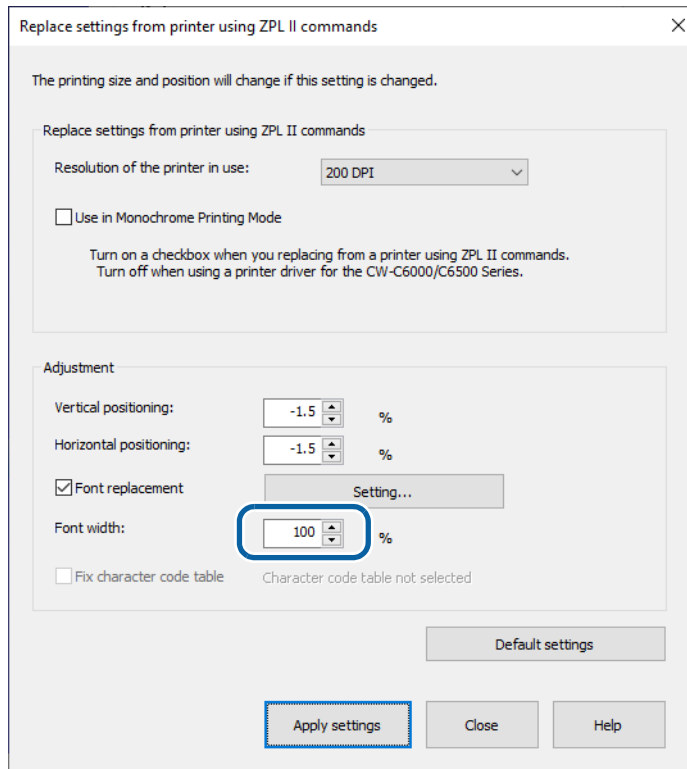 Replace settings from printer using ZPL II commands
The printing size and position will change if this setting is changed.
Replace settings from printer using ZPL II commands
Resolution of the printer in use: 200 DPI
Use in Monochrome Printing Mode
Turn on a checkbox when you replacing from a printer using ZPL II commands.
Turn off when using a printer driver for the CW-C6000/C6500 Series.
Adjustment
Vertical positioning: -1.5 %
Horizontal positioning: -1.5 %
Font replacement Setting...
Font width: 100 %
Fix character code table Character code table not selected
Default settings
Apply settings Close Help